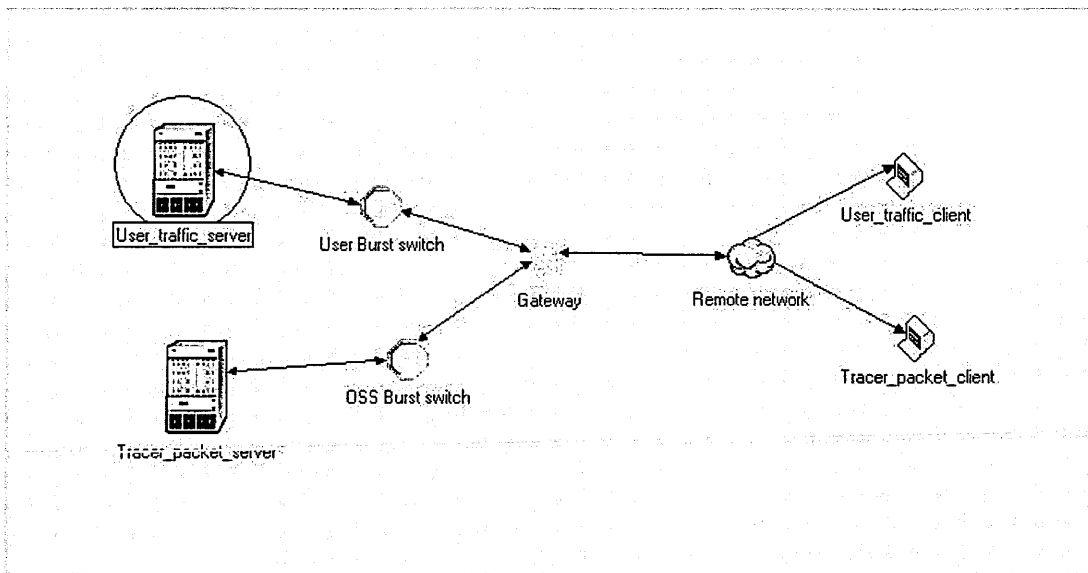 User_traffic_server
User Burst switch
Gateway
Remote network
User_traffic_client
OSS Burst switch
Tracer_packet_server
Tracer_packet_client